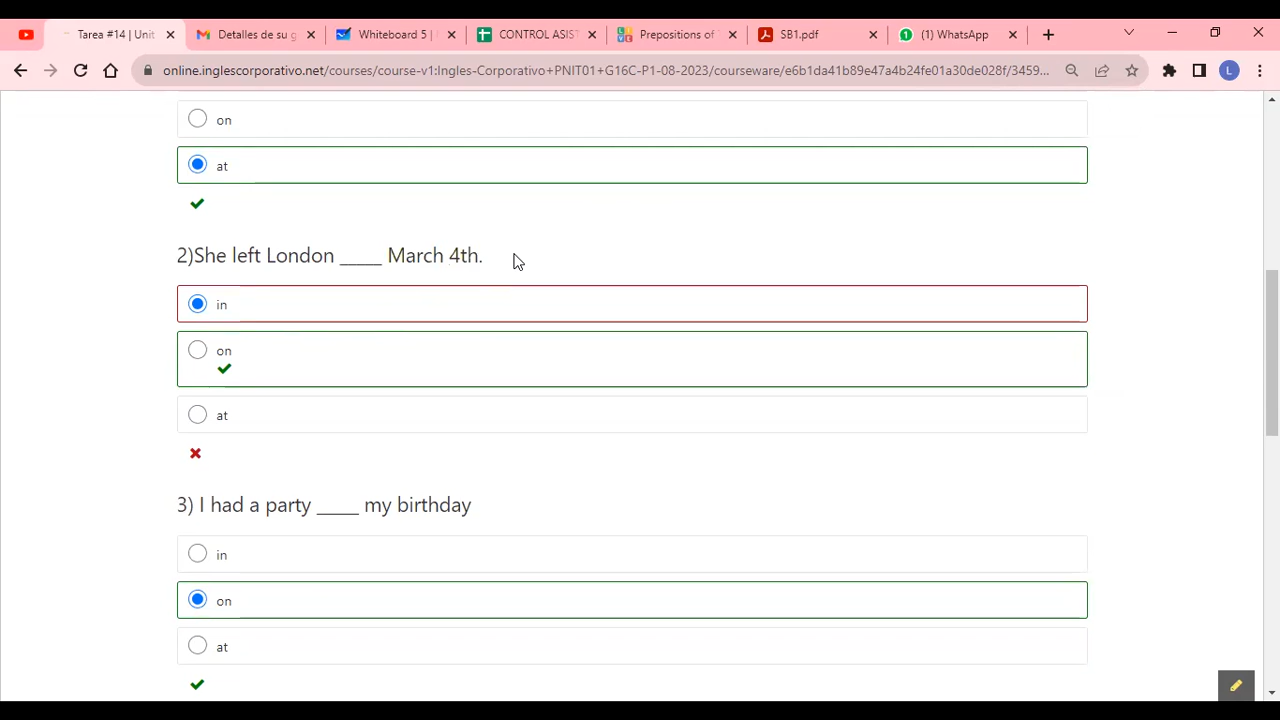 Tarea #14 | Unit
Detalles de su g
Whiteboard 5 |
CONTROL ASIST
Prepositions of
SB1.pdf
(1) WhatsApp
online.inglescorporativo.net/courses/course-v1:Ingles-Corporativo+PNIT01+G16C-P1-08-2023/courseware/e6b1da41b89e47a4b24fe01a30de028f/3459...
L
on
at
2)She left London _____ March 4th.
in
on
at
3) I had a party _____ my birthday
in
on
at